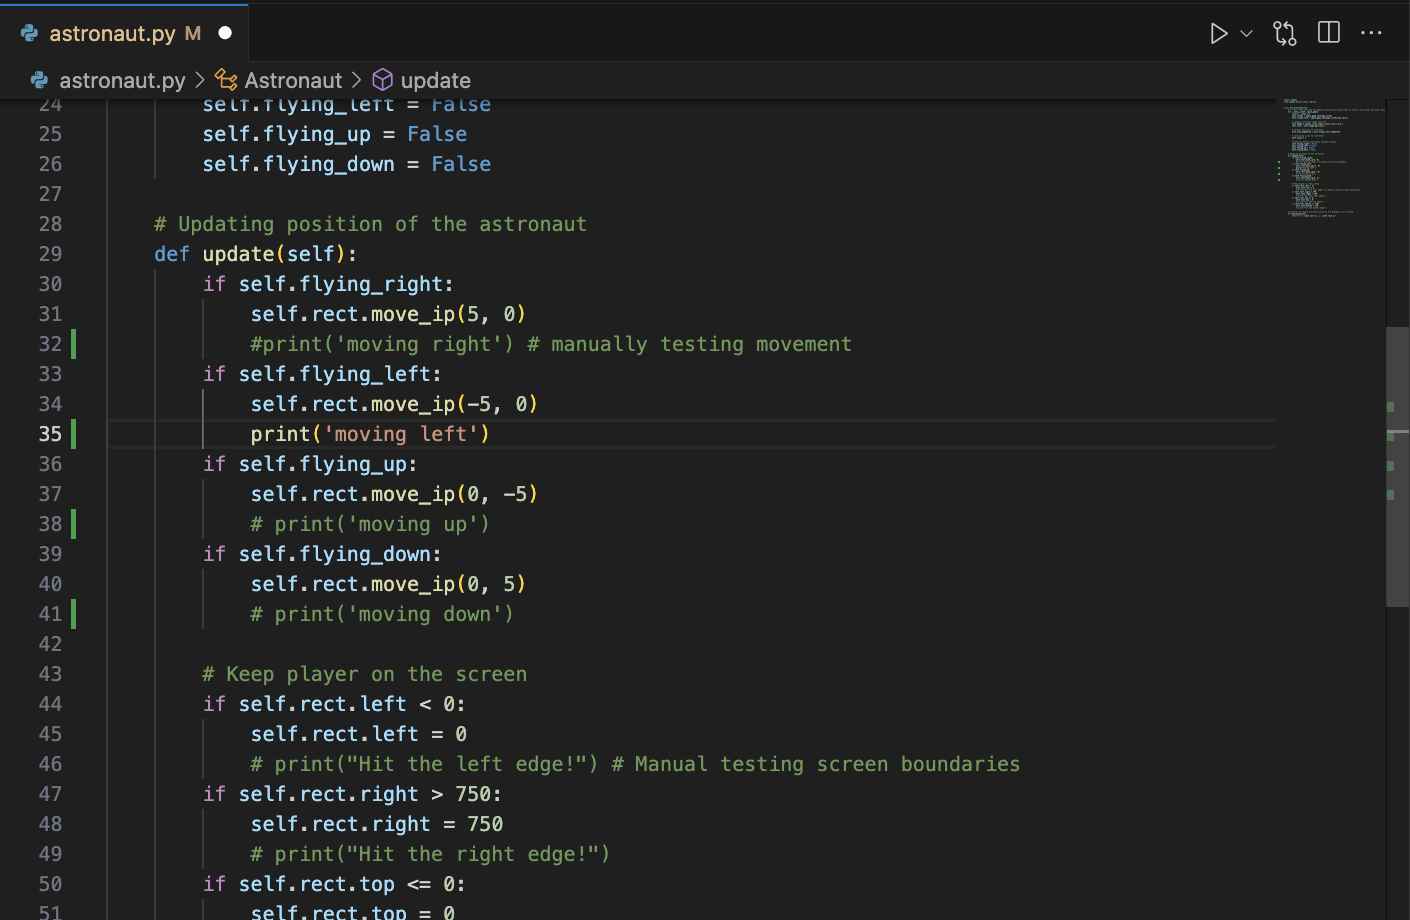 astronaut.py M
astronaut.py > Astronaut > update
24 self.flying_left = False
25 self.flying_up = False
26 self.flying_down = False
27
28 # Updating position of the astronaut
29 def update(self):
30 if self.flying_right:
31 self.rect.move_ip(5, 0)
32 #print('moving right') # manually testing movement
33 if self.flying_left:
34 self.rect.move_ip(-5, 0)
35 print('moving left')
36 if self.flying_up:
37 self.rect.move_ip(0, -5)
38 # print('moving up')
39 if self.flying_down:
40 self.rect.move_ip(0, 5)
41 # print('moving down')
42
43 # Keep player on the screen
44 if self.rect.left < 0:
45 self.rect.left = 0
46 # print("Hit the left edge!") # Manual testing screen boundaries
47 if self.rect.right > 750:
48 self.rect.right = 750
49 # print("Hit the right edge!")
50 if self.rect.top <= 0:
51 self.rect.top = 0